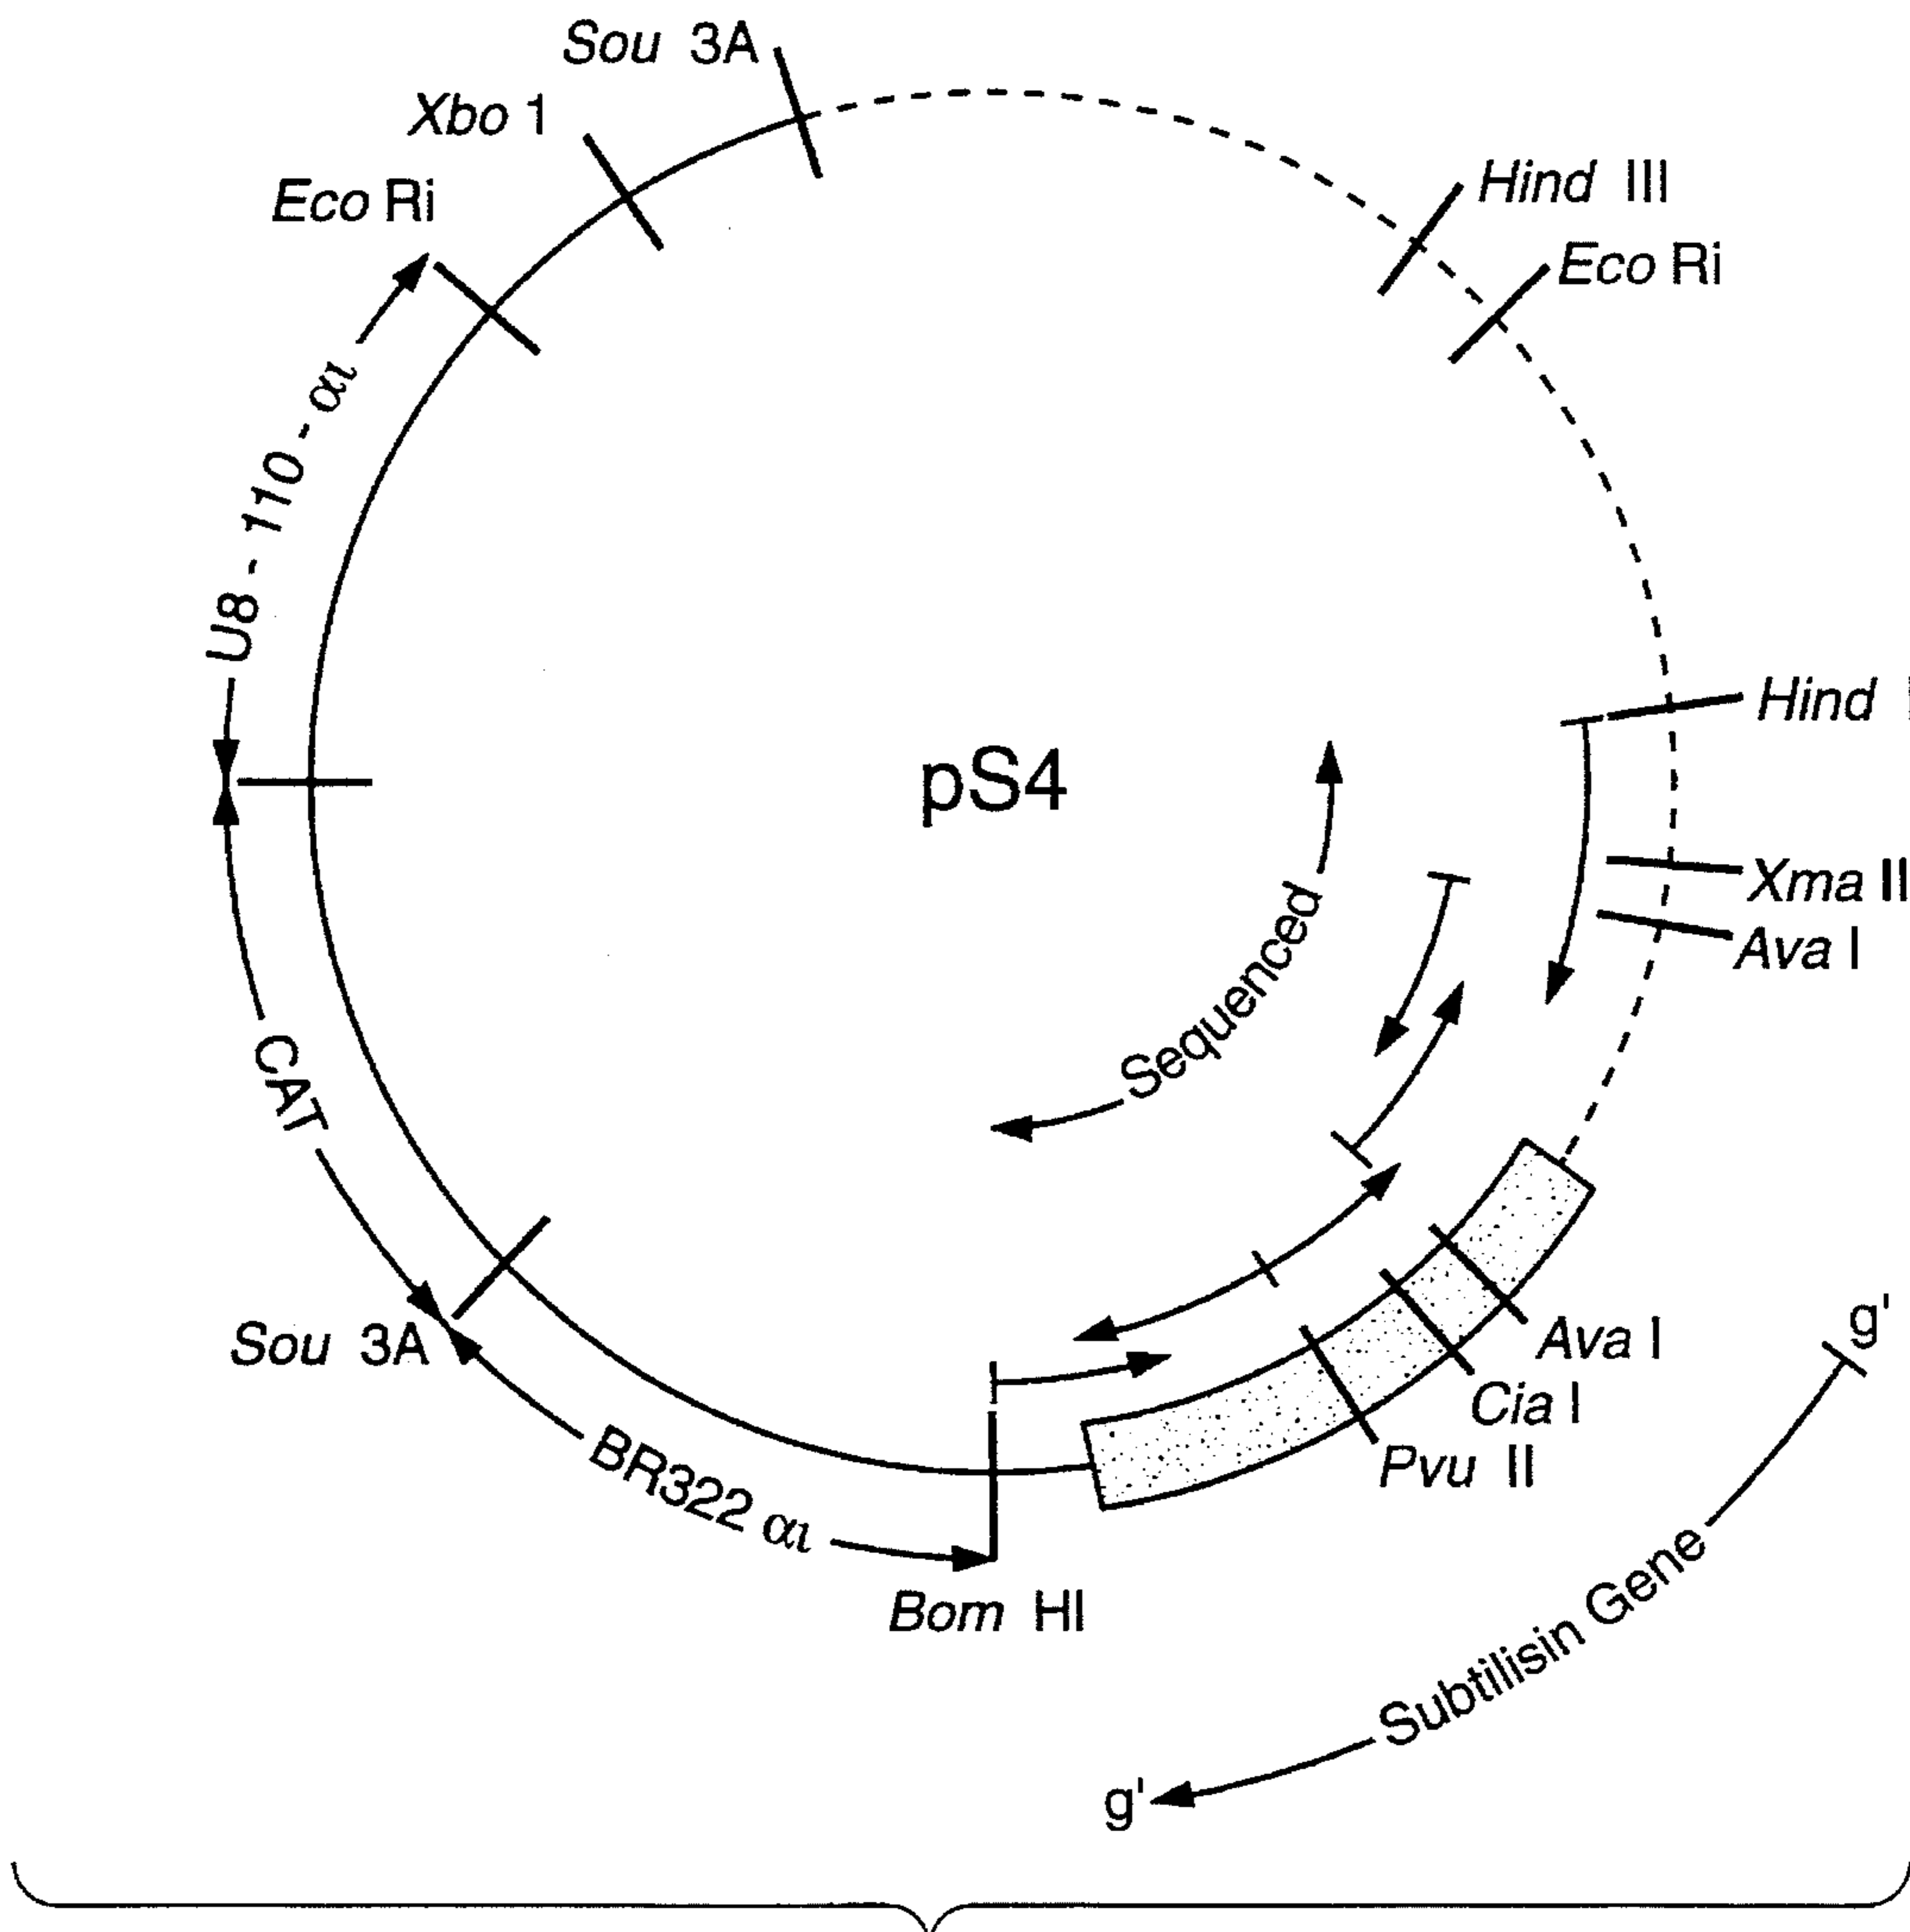 Sou 3A
Xbo 1
Eco Ri
Hind III
Eco Ri
U8 - 110 - αι
Hind
pS4
Xma II
Ava I
Sequenced
CAT
Sou 3A
BR322 αι
Bom HI
Ava I
Cia I
Pvu II
g'
Subtilisin Gene
g'